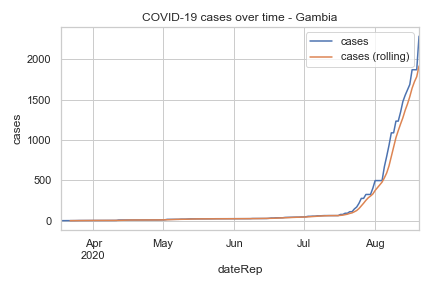 COVID-19 cases over time - Gambia
cases
cases (rolling)
2000
1500
1000
500
0
cases
Apr
2020
May
Jun
Jul
Aug
dateRep